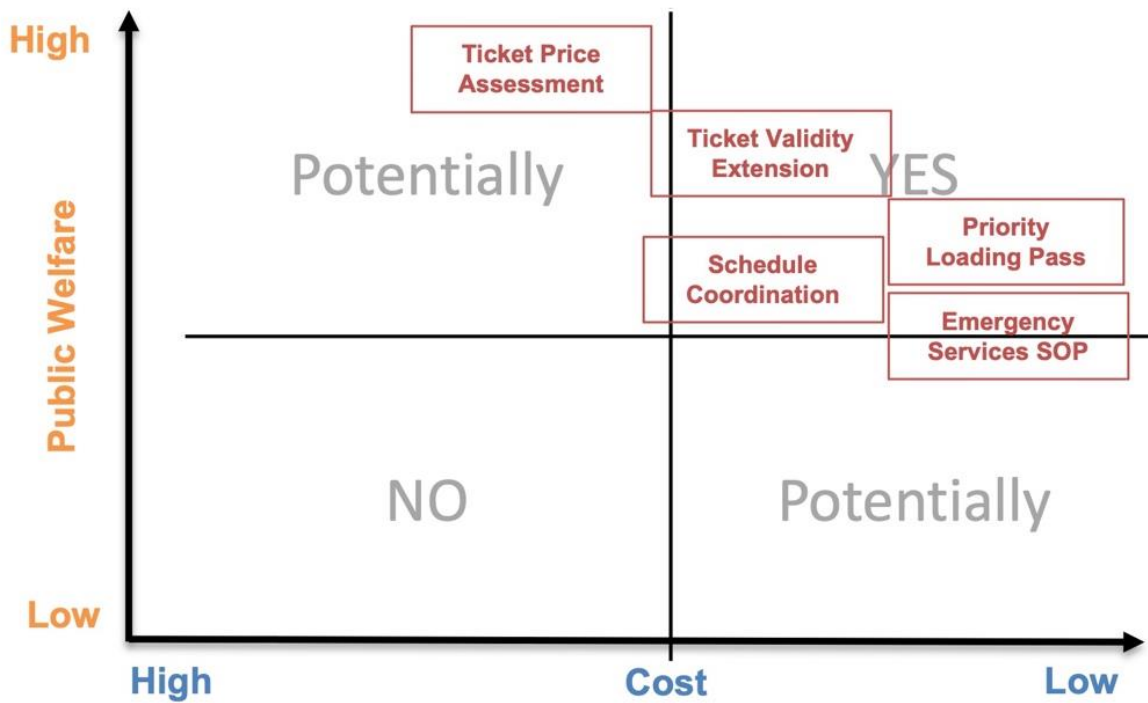 High
Ticket Price
Assessment
Ticket Validity
Extension
Potentially
YES
Priority
Loading Pass
Schedule
Coordination
Emergency
Services SOP
Public Welfare
NO
Potentially
Low
High
Cost
Low